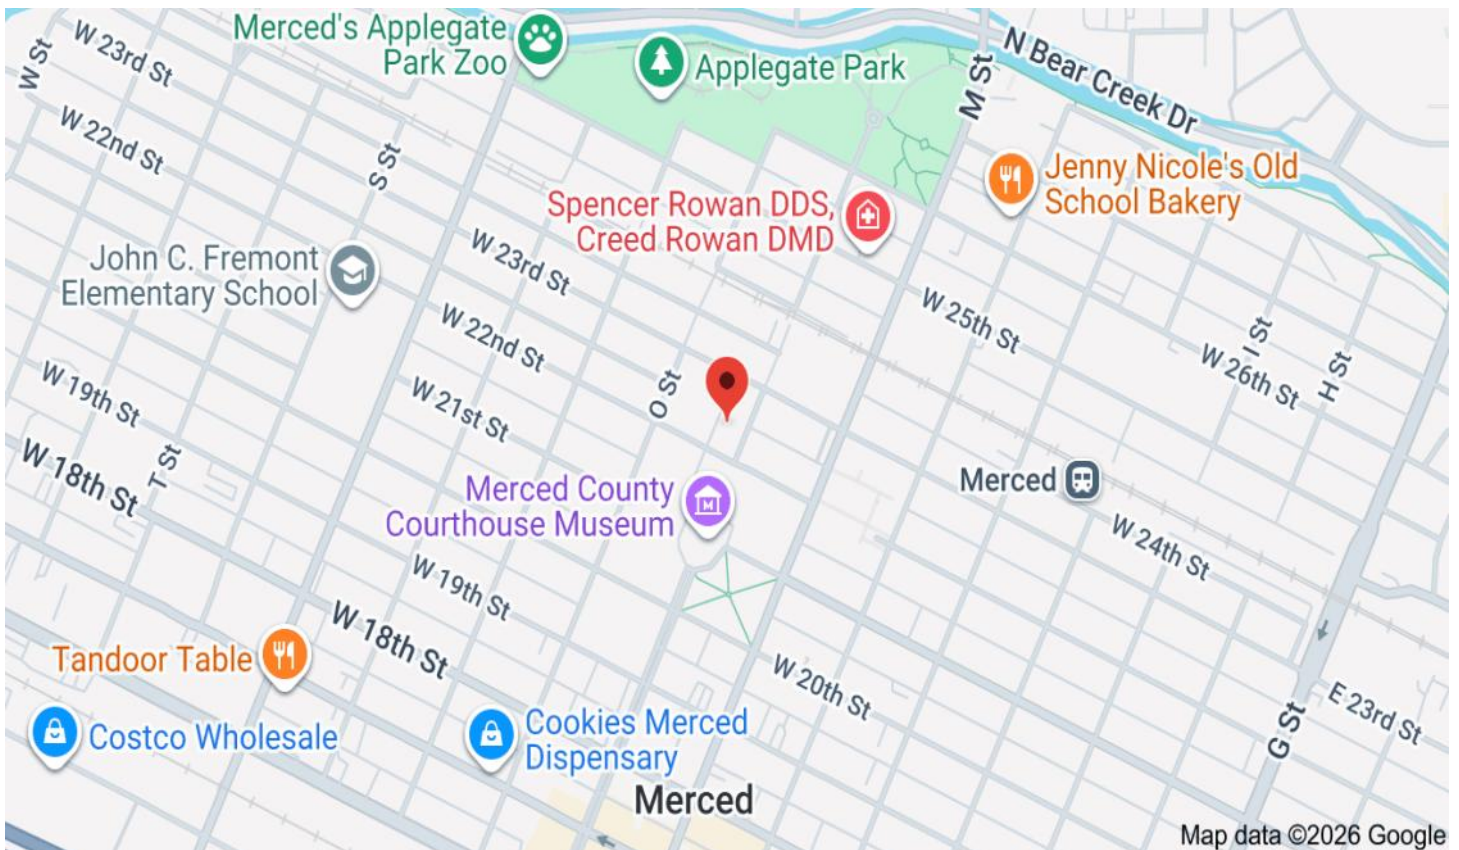 Merced's Applegate
Park Zoo
Applegate Park
N Bear Creek Dr
M St
W St
W 23rd St
W 22nd St
S St
Jenny Nicole's Old
School Bakery
Spencer Rowan DDS,
Creed Rowan DMD
John C. Fremont
Elementary School
W 23rd St
W 22nd St
W 25th St
W 26th St
I St
H St
W 19th St
W 21st St
O St
W 18th St
T St
Merced
Merced County
Courthouse Museum
M
W 24th St
W 19th St
W 18th St
Tandoor Table
W 20th St
E 23rd St
G St
Costco Wholesale
Cookies Merced
Dispensary
Merced
Map data ©2026 Google